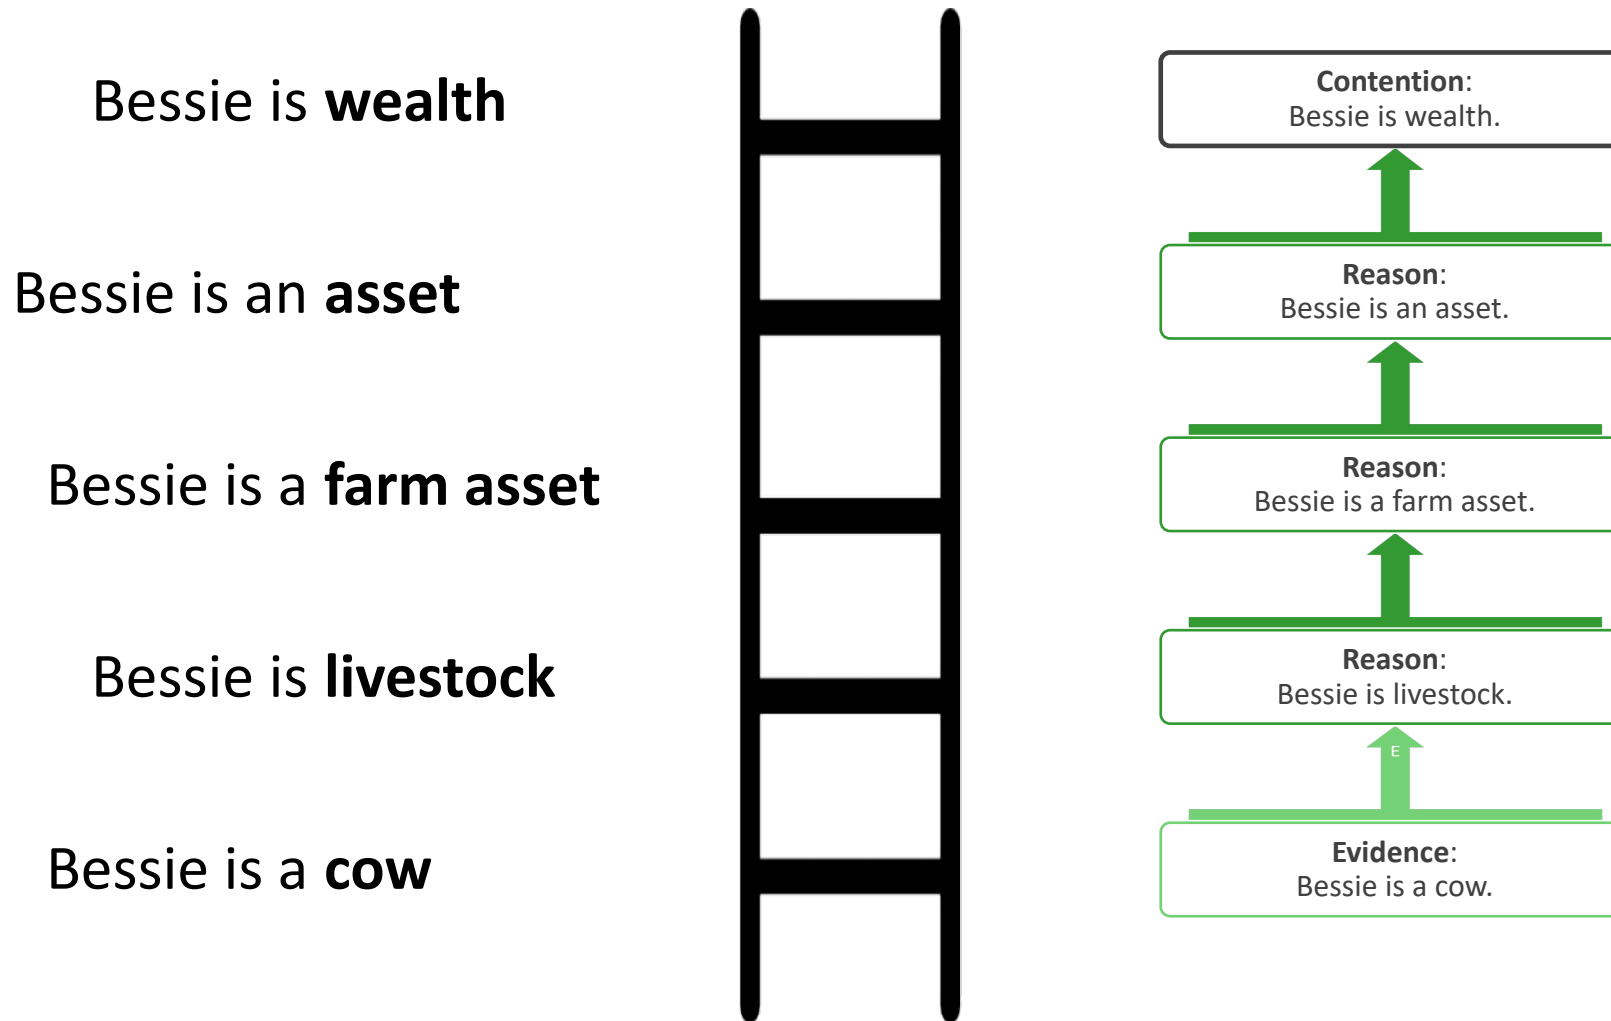 Bessie is wealth
Bessie is an asset
Bessie is a farm asset
Bessie is livestock
Bessie is a cow
Contention:
Bessie is wealth.
Reason:
Bessie is an asset.
Reason:
Bessie is a farm asset.
Reason:
Bessie is livestock.
E
Evidence:
Bessie is a cow.